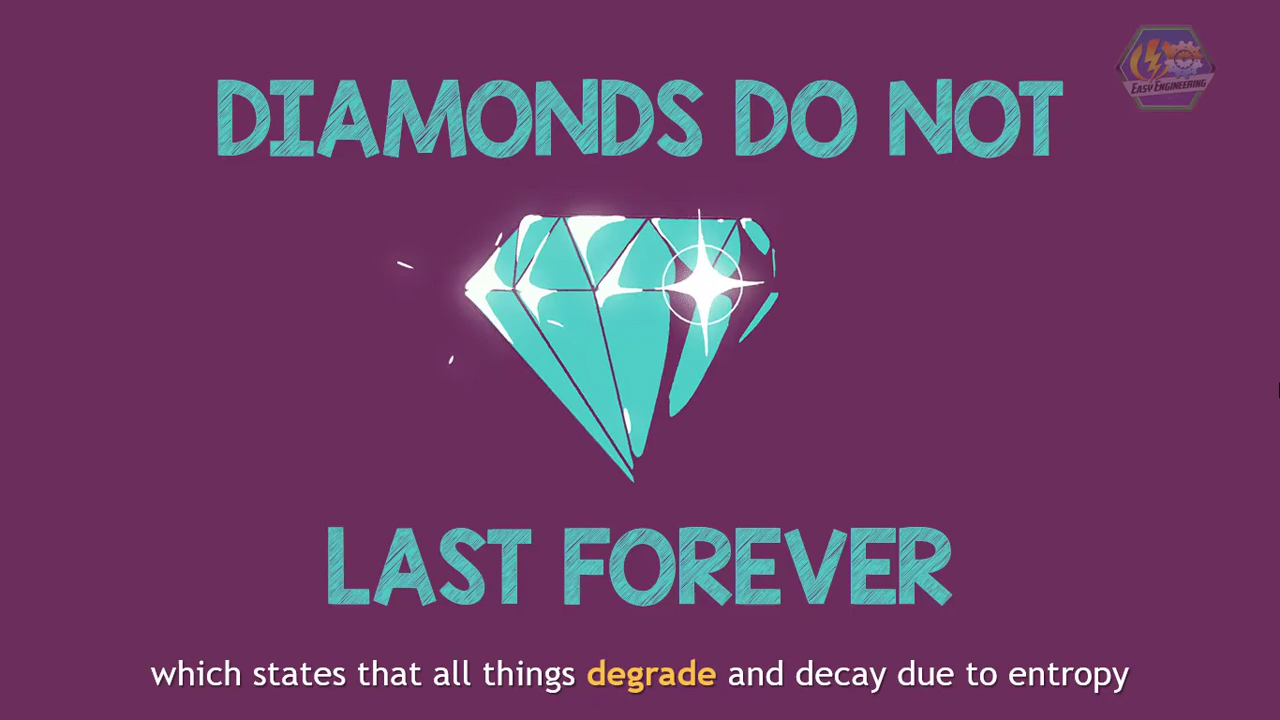 EASY ENGINEERING
DIAMONDS DO NOT
LAST FOREVER
which states that all things degrade and decay due to entropy